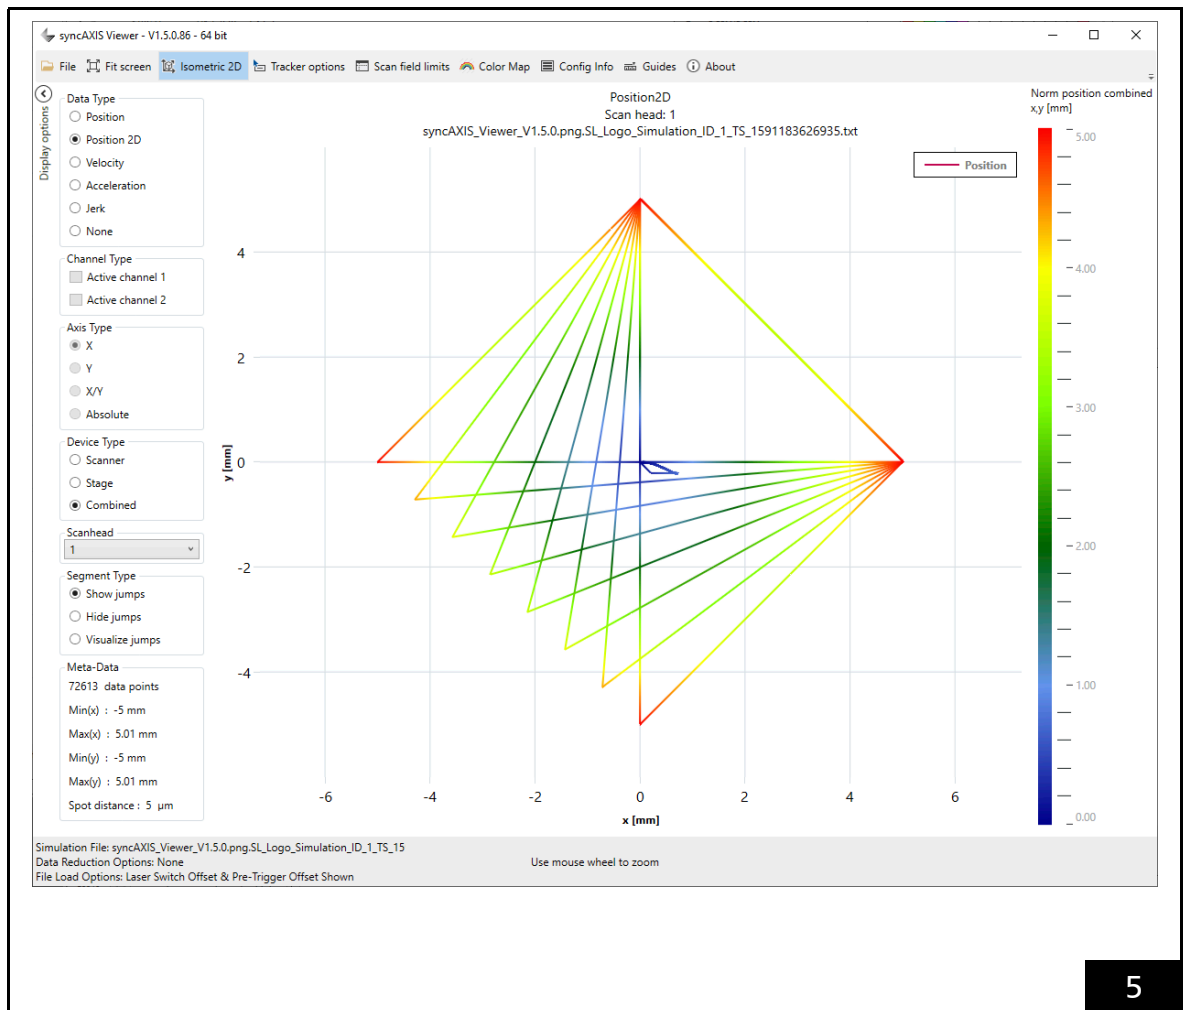 syncAXIS Viewer - V1.5.0.86 - 64 bit
File Fit screen Isometric 2D Tracker options Scan field limits Color Map Config Info Guides About
Display options
Data Type
Position
Position 2D
Velocity
Acceleration
Jerk
None
Channel Type
Active channel 1
Active channel 2
Axis Type
X
Y
X/Y
Absolute
Device Type
Scanner
Stage
Combined
Scanhead
1
Segment Type
Show jumps
Hide jumps
Visualize jumps
Meta-Data
72613 data points
Min(x) : -5 mm
Max(x) : 5.01 mm
Min(y) : -5 mm
Max(y) : 5.01 mm
Spot distance : 5 µm
Position2D
Scan head: 1
syncAXIS_Viewer_V1.5.0.png.SL_Logo_Simulation_ID_1_TS_1591183626935.txt
Position
4
2
0
-2
-4
y [mm]
-6 -4 -2 0 2 4 6
x [mm]
Norm position combined
x,y [mm]
5.00
4.00
3.00
2.00
1.00
0.00
Simulation File: syncAXIS_Viewer_V1.5.0.png.SL_Logo_Simulation_ID_1_TS_15
Data Reduction Options: None
Use mouse wheel to zoom
File Load Options: Laser Switch Offset & Pre-Trigger Offset Shown
5